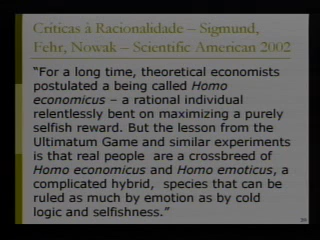 Críticas à Racionalidade – Sigmund,
Fehr, Nowak – Scientific American 2002
“For a long time, theoretical economists
postulated a being called Homo
economicus – a rational individual
relentlessly bent on maximizing a purely
selfish reward. But the lesson from the
Ultimatum Game and similar experiments
is that real people are a crossbreed of
Homo economicus and Homo emoticus, a
complicated hybrid, species that can be
ruled as much by emotion as by cold
logic and selfishness.”